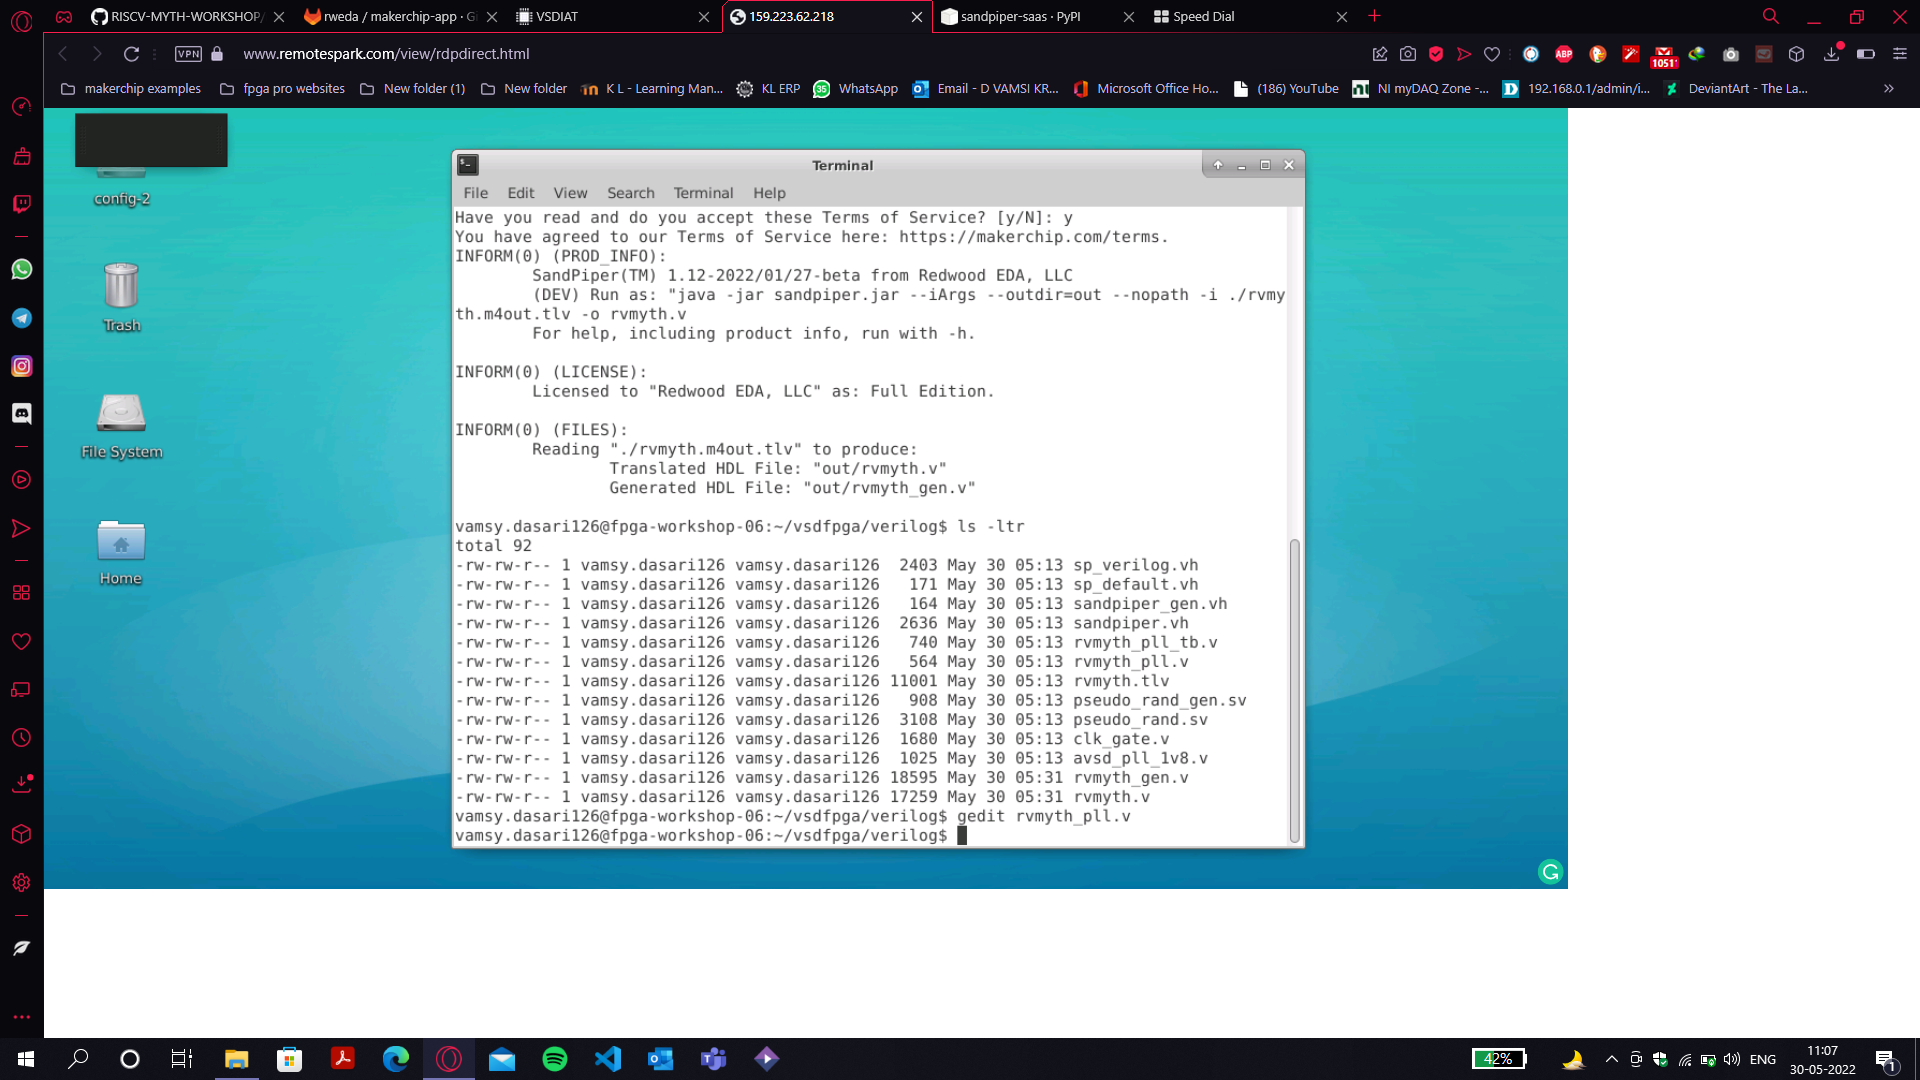 RISCV-MYTH-WORKSHOP/
rweda / makerchip-app · Gi
VSDIAT
159.223.62.218
sandpiper-saas · PyPI
Speed Dial
VPN
www.remotespark.com/view/rdpdirect.html
ABP
1051
makerchip examples
fpga pro websites
New folder (1)
New folder
K L - Learning Man...
KL ERP
35
WhatsApp
Email - D VAMSI KR...
Microsoft Office Ho...
(186) YouTube
NI myDAQ Zone -...
192.168.0.1/admin/i...
DeviantArt - The La...
config-2
Trash
File System
Home
Terminal
File Edit View Search Terminal Help
Have you read and do you accept these Terms of Service? [y/N]: y
You have agreed to our Terms of Service here: https://makerchip.com/terms.
INFORM(0) (PROD_INFO):
SandPiper(TM) 1.12-2022/01/27-beta from Redwood EDA, LLC
(DEV) Run as: "java -jar sandpiper.jar --iArgs --outdir=out --nopath -i ./rvmy
th.m4out.tlv -o rvmyth.v
For help, including product info, run with -h.
INFORM(0) (LICENSE):
Licensed to "Redwood EDA, LLC" as: Full Edition.
INFORM(0) (FILES):
Reading "./rvmyth.m4out.tlv" to produce:
Translated HDL File: "out/rvmyth.v"
Generated HDL File: "out/rvmyth_gen.v"
vamsy.dasari126@fpga-workshop-06:~/vsdfpga/verilog$ ls -ltr
total 92
-rw-rw-r-- 1 vamsy.dasari126 vamsy.dasari126  2403 May 30 05:13 sp_verilog.vh
-rw-rw-r-- 1 vamsy.dasari126 vamsy.dasari126   171 May 30 05:13 sp_default.vh
-rw-rw-r-- 1 vamsy.dasari126 vamsy.dasari126   164 May 30 05:13 sandpiper_gen.vh
-rw-rw-r-- 1 vamsy.dasari126 vamsy.dasari126  2636 May 30 05:13 sandpiper.vh
-rw-rw-r-- 1 vamsy.dasari126 vamsy.dasari126   740 May 30 05:13 rvmyth_pll_tb.v
-rw-rw-r-- 1 vamsy.dasari126 vamsy.dasari126   564 May 30 05:13 rvmyth_pll.v
-rw-rw-r-- 1 vamsy.dasari126 vamsy.dasari126 11001 May 30 05:13 rvmyth.tlv
-rw-rw-r-- 1 vamsy.dasari126 vamsy.dasari126   908 May 30 05:13 pseudo_rand_gen.sv
-rw-rw-r-- 1 vamsy.dasari126 vamsy.dasari126  3108 May 30 05:13 pseudo_rand.sv
-rw-rw-r-- 1 vamsy.dasari126 vamsy.dasari126  1680 May 30 05:13 clk_gate.v
-rw-rw-r-- 1 vamsy.dasari126 vamsy.dasari126  1025 May 30 05:13 avsd_pll_1v8.v
-rw-rw-r-- 1 vamsy.dasari126 vamsy.dasari126 18595 May 30 05:31 rvmyth_gen.v
-rw-rw-r-- 1 vamsy.dasari126 vamsy.dasari126 17259 May 30 05:31 rvmyth.v
vamsy.dasari126@fpga-workshop-06:~/vsdfpga/verilog$ gedit rvmyth_pll.v
vamsy.dasari126@fpga-workshop-06:~/vsdfpga/verilog$
42%
ENG
11:07
30-05-2022
1